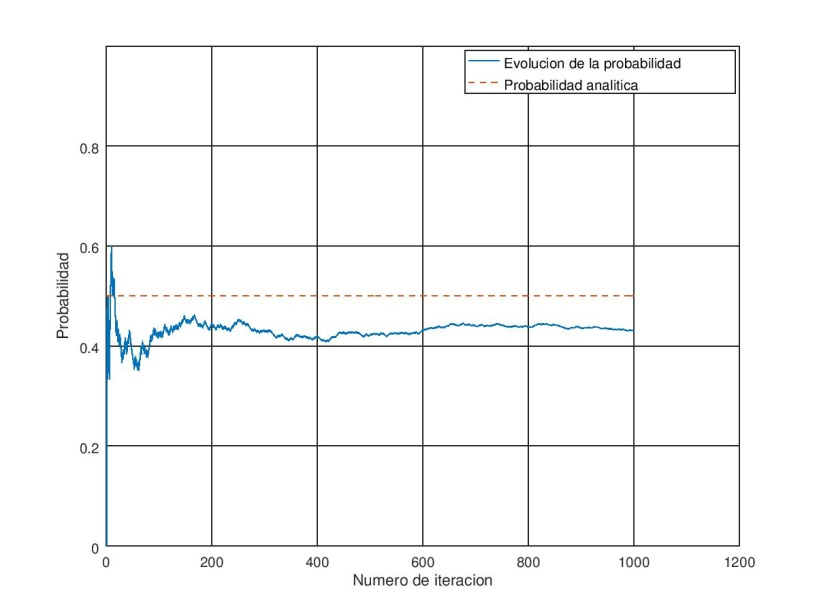 Evolucion de la probabilidad
Probabilidad analitica
0.8
0.6
0.4
0.2
0
Probabilidad
0 200 400 600 800 1000 1200
Numero de iteracion